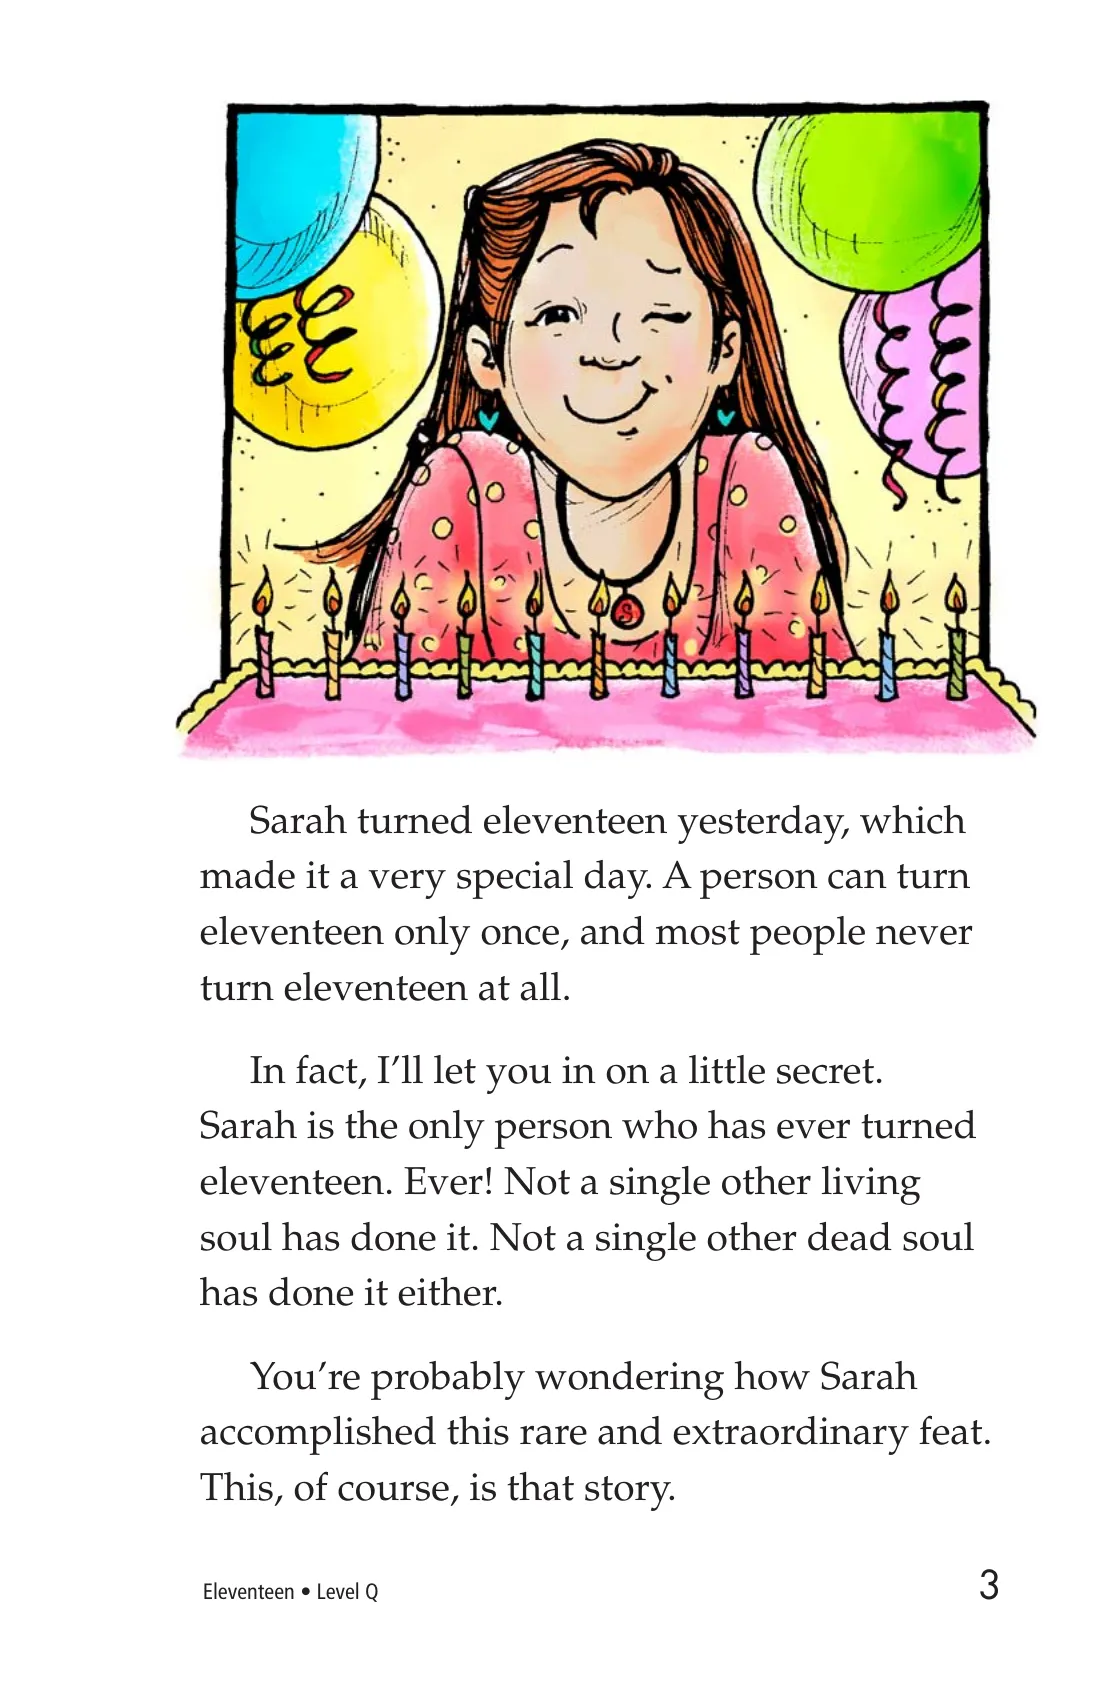 S
Sarah turned eleventeen yesterday, which
made it a very special day. A person can turn
eleventeen only once, and most people never
turn eleventeen at all.
In fact, I’ll let you in on a little secret.
Sarah is the only person who has ever turned
eleventeen. Ever! Not a single other living
soul has done it. Not a single other dead soul
has done it either.
You’re probably wondering how Sarah
accomplished this rare and extraordinary feat.
This, of course, is that story.
Eleventeen • Level Q
3